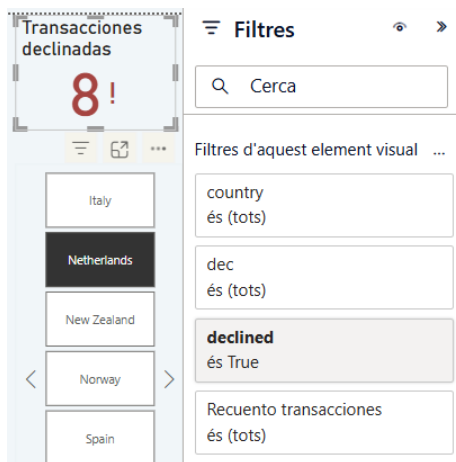 Transacciones
declinadas
8!
Italy
Netherlands
New Zealand
Norway
Spain
Filtres
Cerca
Filtres d'aquest element visual ...
country
és (tots)
dec
és (tots)
declined
és True
Recuento transacciones
és (tots)